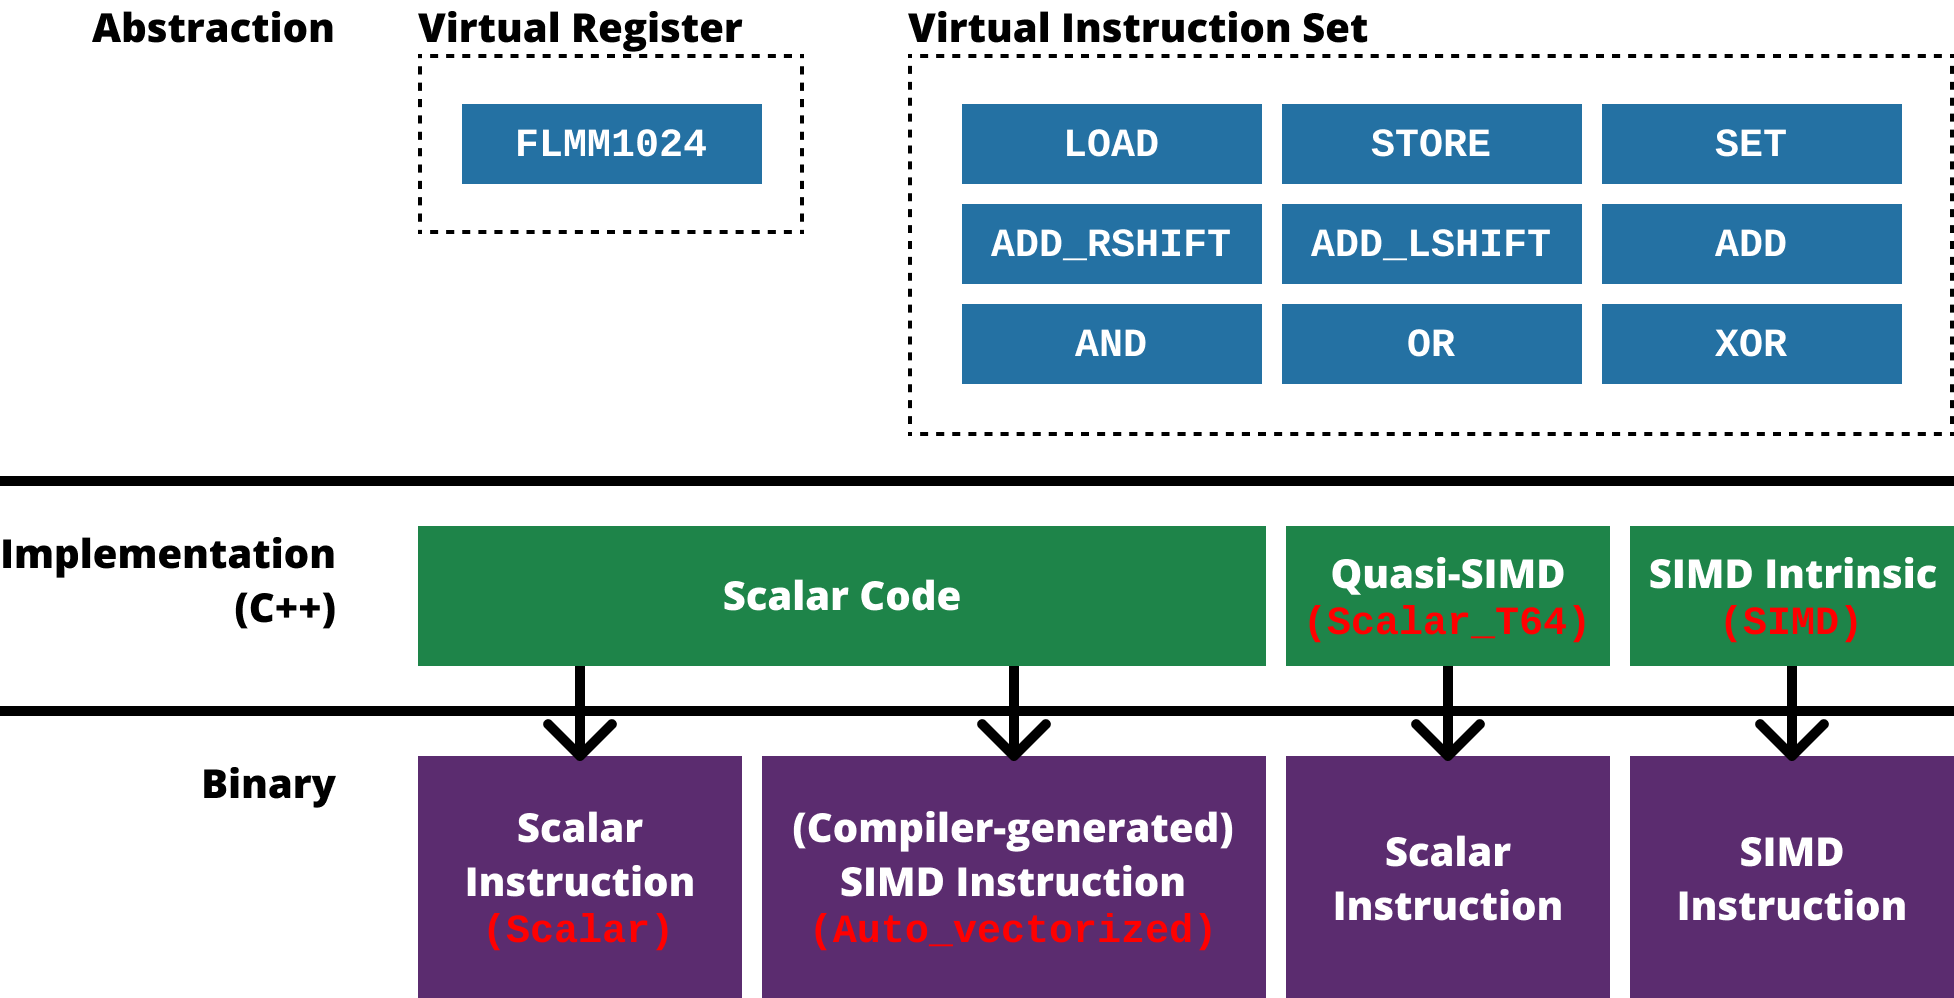 Abstraction
Virtual Register
Virtual Instruction Set
FLMM1024
LOAD
STORE
SET
ADD_RSHIFT
ADD_LSHIFT
ADD
AND
OR
XOR
Implementation
(C++)
Scalar Code
Quasi-SIMD
(Scalar_T64)
SIMD Intrinsic
(SIMD)
Binary
Scalar
Instruction
(Scalar)
(Compiler-generated)
SIMD Instruction
(Auto_vectorized)
Scalar
Instruction
SIMD
Instruction